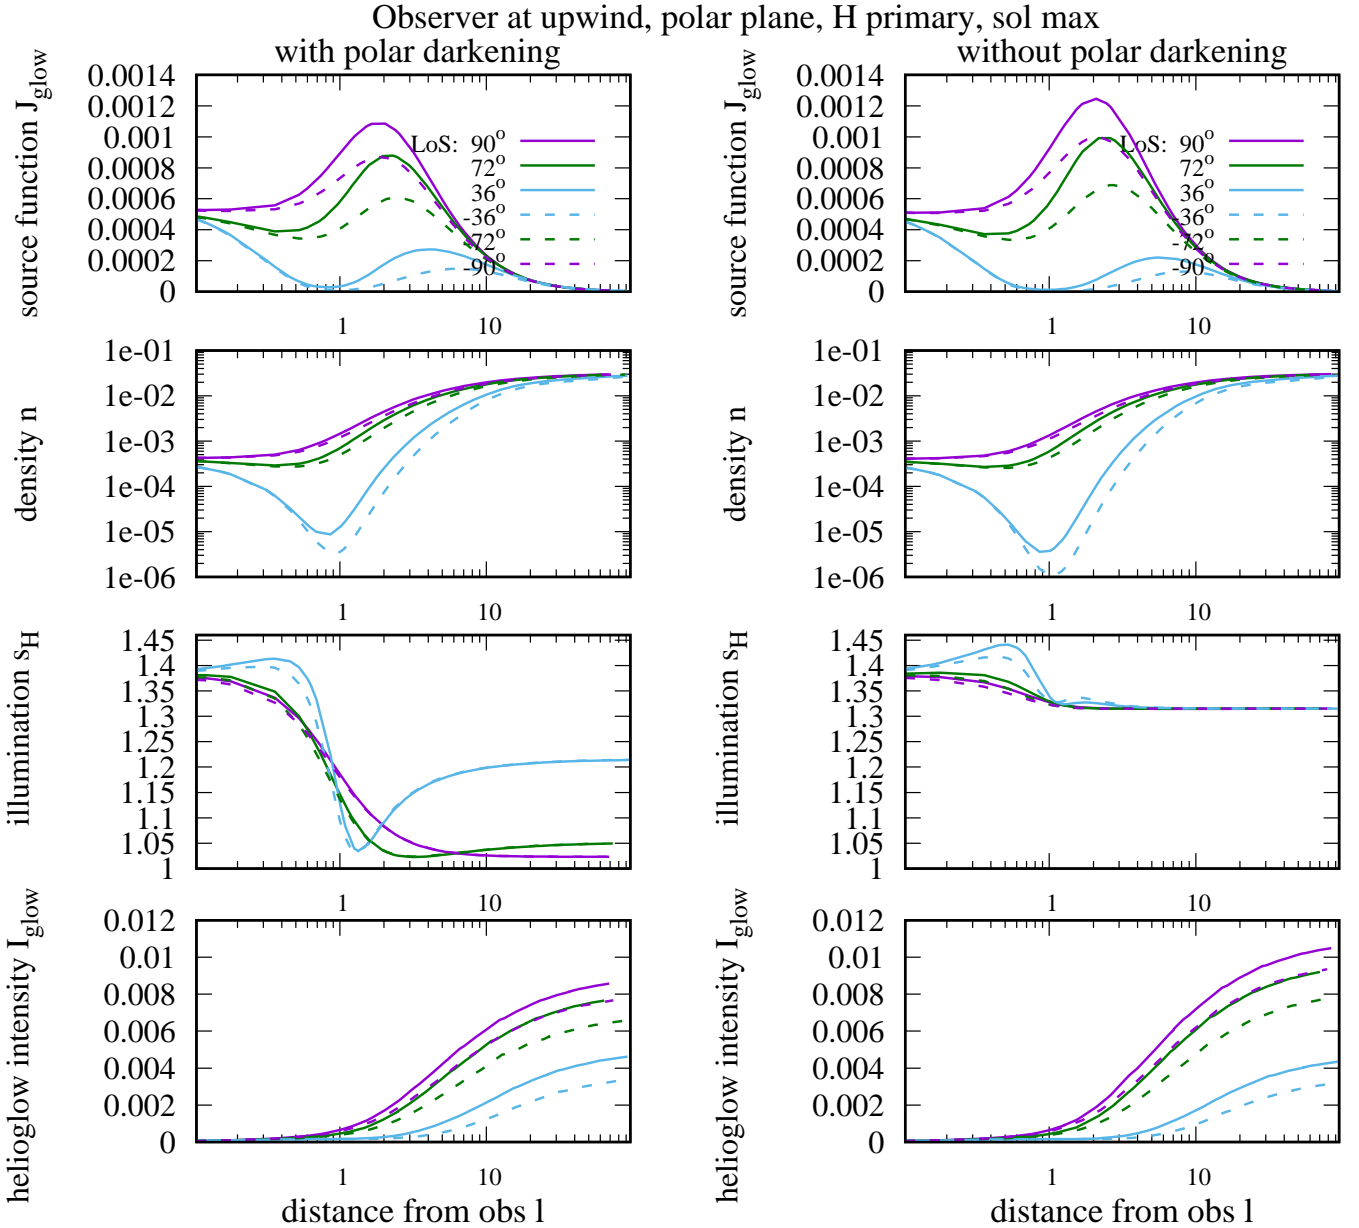 Observer at upwind, polar plane, H primary, sol max
with polar darkening
source function J_glow
0.0014
0.0012
0.001
0.0008
0.0006
0.0004
0.0002
0
LoS: 90°
72°
36°
-36°
-72°
-90°
1
10
density n
1e-01
1e-02
1e-03
1e-04
1e-05
1e-06
1
10
illumination s_H
1.45
1.4
1.35
1.3
1.25
1.2
1.15
1.1
1.05
1
1
10
helioglow intensity I_glow
0.012
0.01
0.008
0.006
0.004
0.002
0
1
10
distance from obs l
without polar darkening
source function J_glow
0.0014
0.0012
0.001
0.0008
0.0006
0.0004
0.0002
0
LoS: 90°
72°
36°
-36°
-72°
-90°
1
10
density n
1e-01
1e-02
1e-03
1e-04
1e-05
1e-06
1
10
illumination s_H
1.45
1.4
1.35
1.3
1.25
1.2
1.15
1.1
1.05
1
1
10
helioglow intensity I_glow
0.012
0.01
0.008
0.006
0.004
0.002
0
1
10
distance from obs l